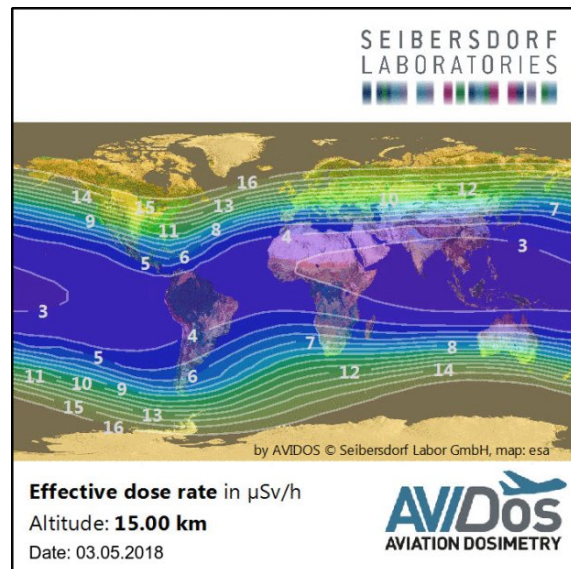 SEIBERSDORF
LABORATORIES
16
14 15 13 12
10
9 11 8 7
4
5 6 3
3
4
5 7 8
11 10 9 6 12 14
15 13
16
by AVIDOS © Seibersdorf Labor GmbH, map: esa
Effective dose rate in µSv/h
Altitude: 15.00 km
Date: 03.05.2018
AVIDOS
AVIATION DOSIMETRY